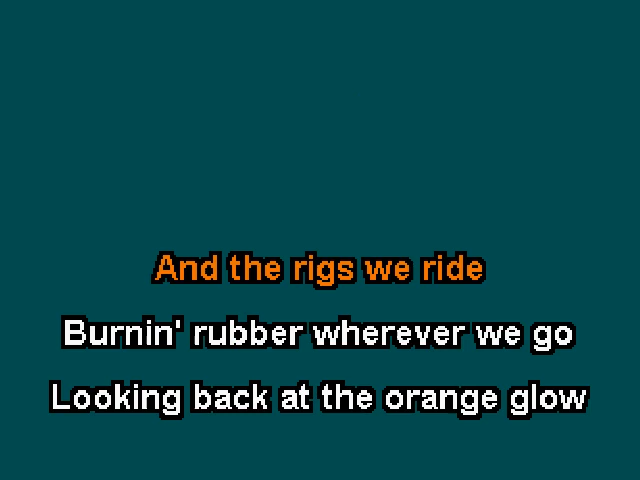 And the rigs we ride
Burnin' rubber wherever we go
Looking back at the orange glow